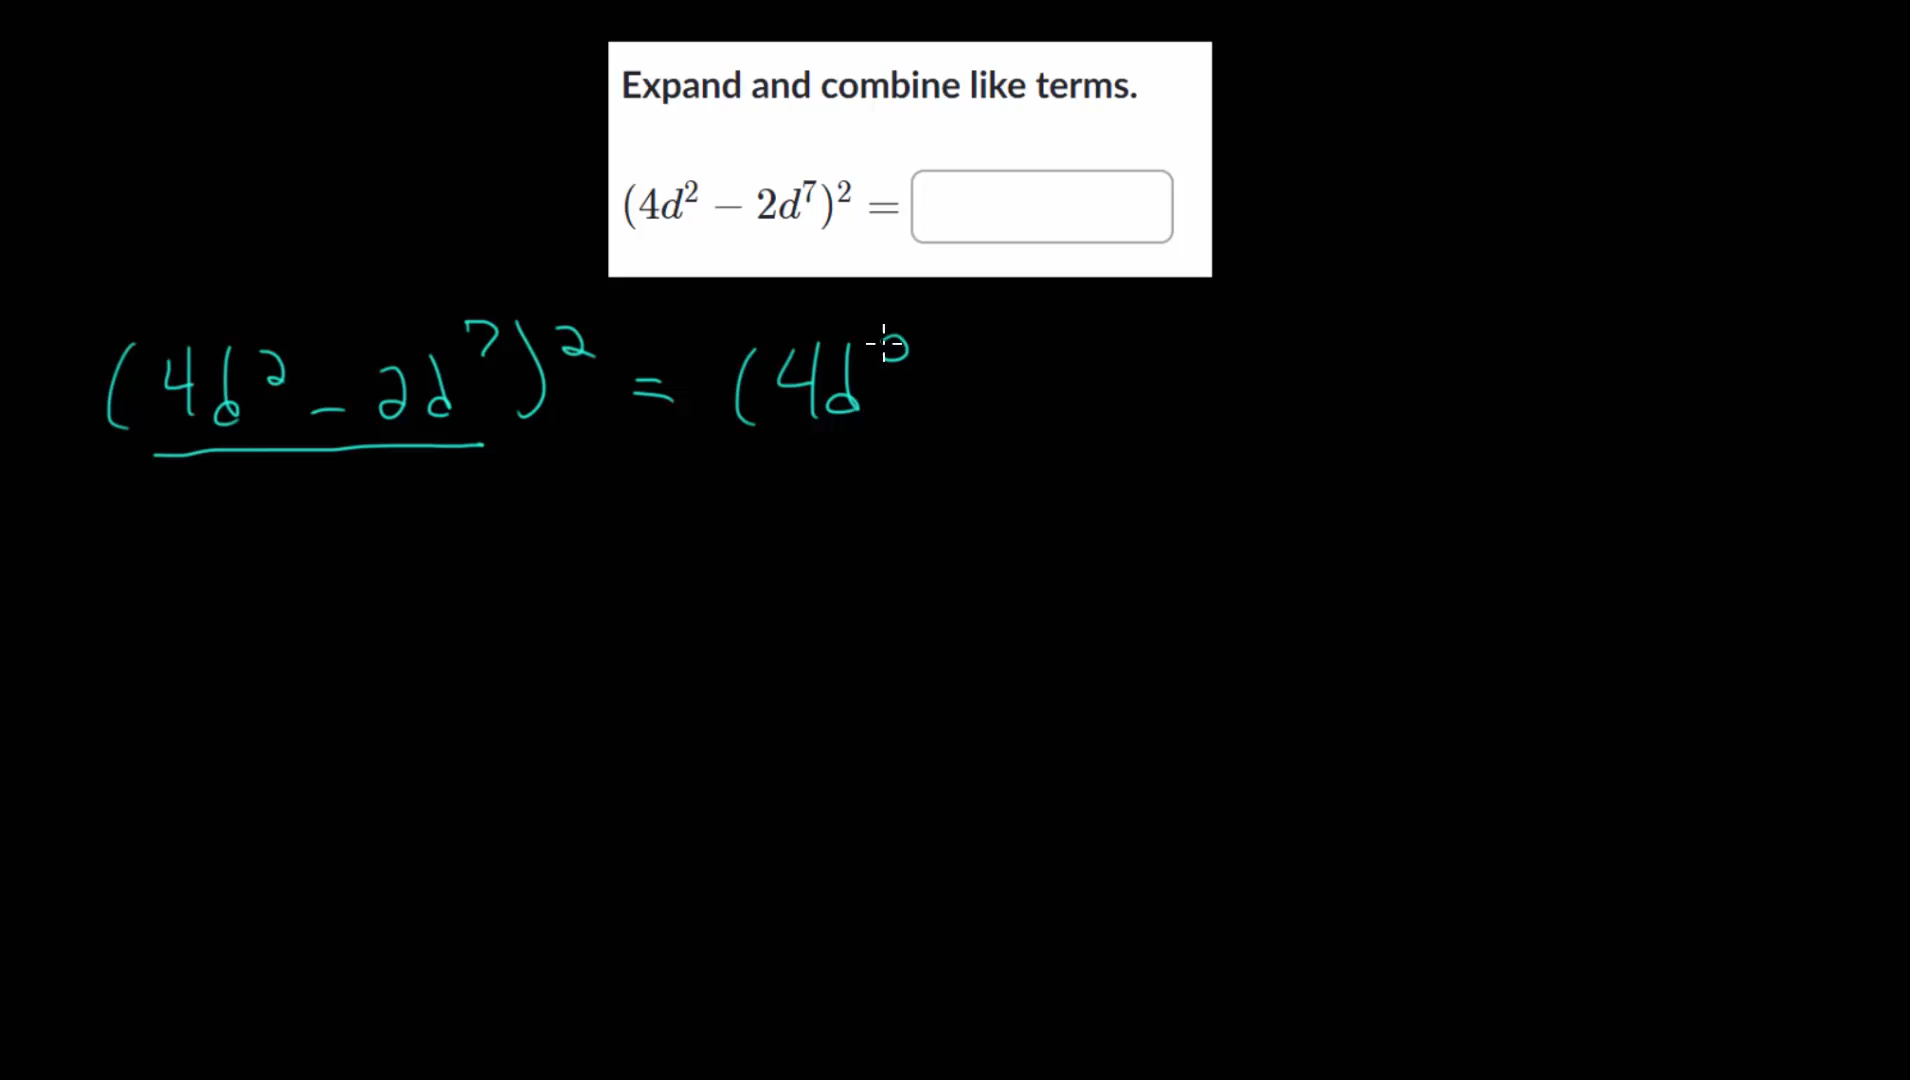 Expand and combine like terms.
(4d² − 2d⁷)² =
(4d² - 2d⁷)² = (4d²